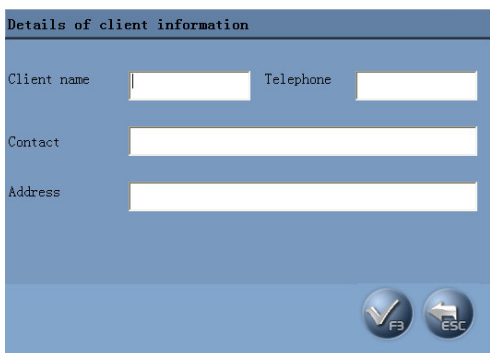 Details of client information
Client name Telephone
Contact
Address
F3 ESC